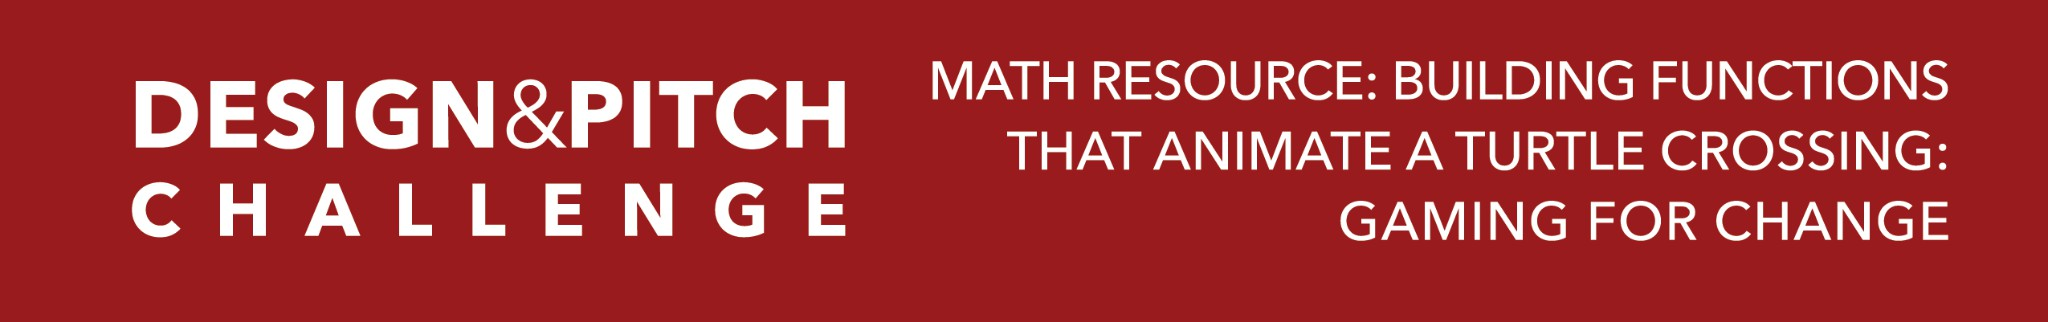 DESIGN&PITCH
CHALLENGE
MATH RESOURCE: BUILDING FUNCTIONS
THAT ANIMATE A TURTLE CROSSING:
GAMING FOR CHANGE